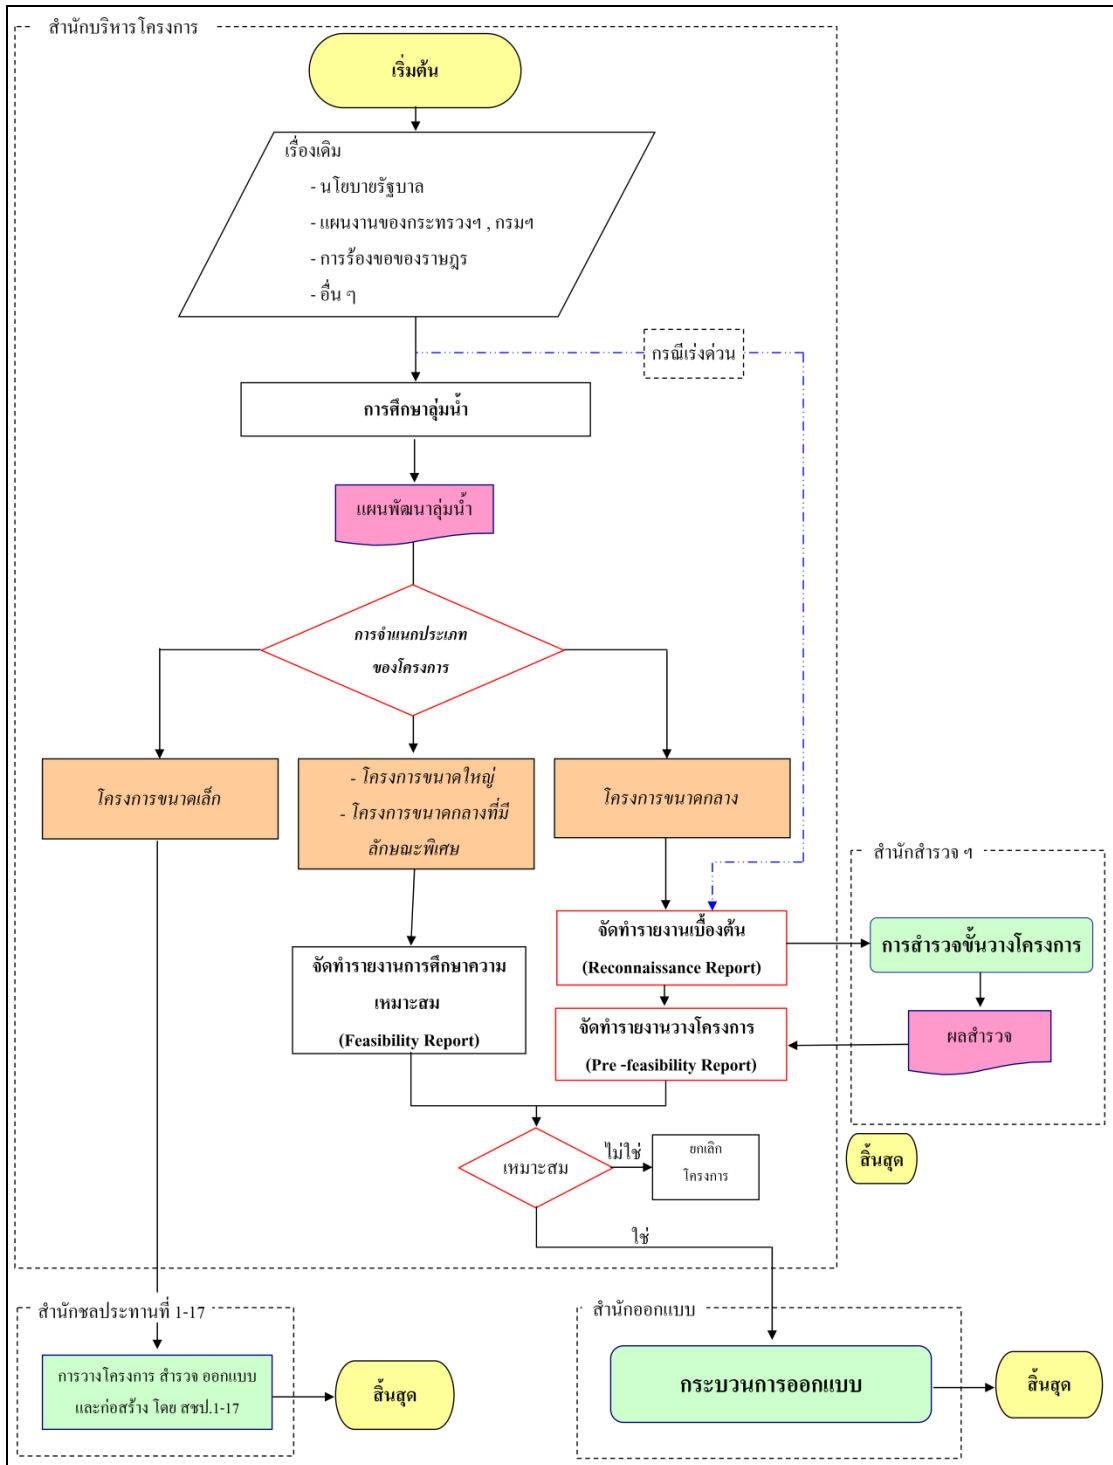 สำนักบริหารโครงการ
เริ่มต้น
เรื่องเดิม
- นโยบายรัฐบาล
- แผนงานของกระทรวงฯ , กรมฯ
- การร้องขอของราษฎร
- อื่น ๆ
กรณีเร่งด่วน
การศึกษาลุ่มน้ำ
แผนพัฒนาลุ่มน้ำ
การจำแนกประเภท
ของโครงการ
โครงการขนาดเล็ก
- โครงการขนาดใหญ่
- โครงการขนาดกลางที่มี
ลักษณะพิเศษ
โครงการขนาดกลาง
สำนักสำรวจ ฯ
จัดทำรายงานเบื้องต้น
(Reconnaissance Report)
การสำรวจขั้นวางโครงการ
จัดทำรายงานการศึกษาความ
เหมาะสม
(Feasibility Report)
จัดทำรายงานวางโครงการ
(Pre -feasibility Report)
ผลสำรวจ
เหมาะสม
ไม่ใช่
ยกเลิก
โครงการ
สิ้นสุด
ใช่
สำนักชลประทานที่ 1-17
การวางโครงการ สำรวจ ออกแบบ
และก่อสร้าง โดย สชป.1-17
สิ้นสุด
สำนักออกแบบ
กระบวนการออกแบบ
สิ้นสุด